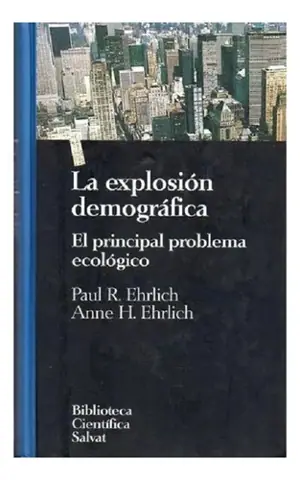 La explosión
demográfica
El principal problema
ecológico
Paul R. Ehrlich
Anne H. Ehrlich
Biblioteca
Científica
Salvat